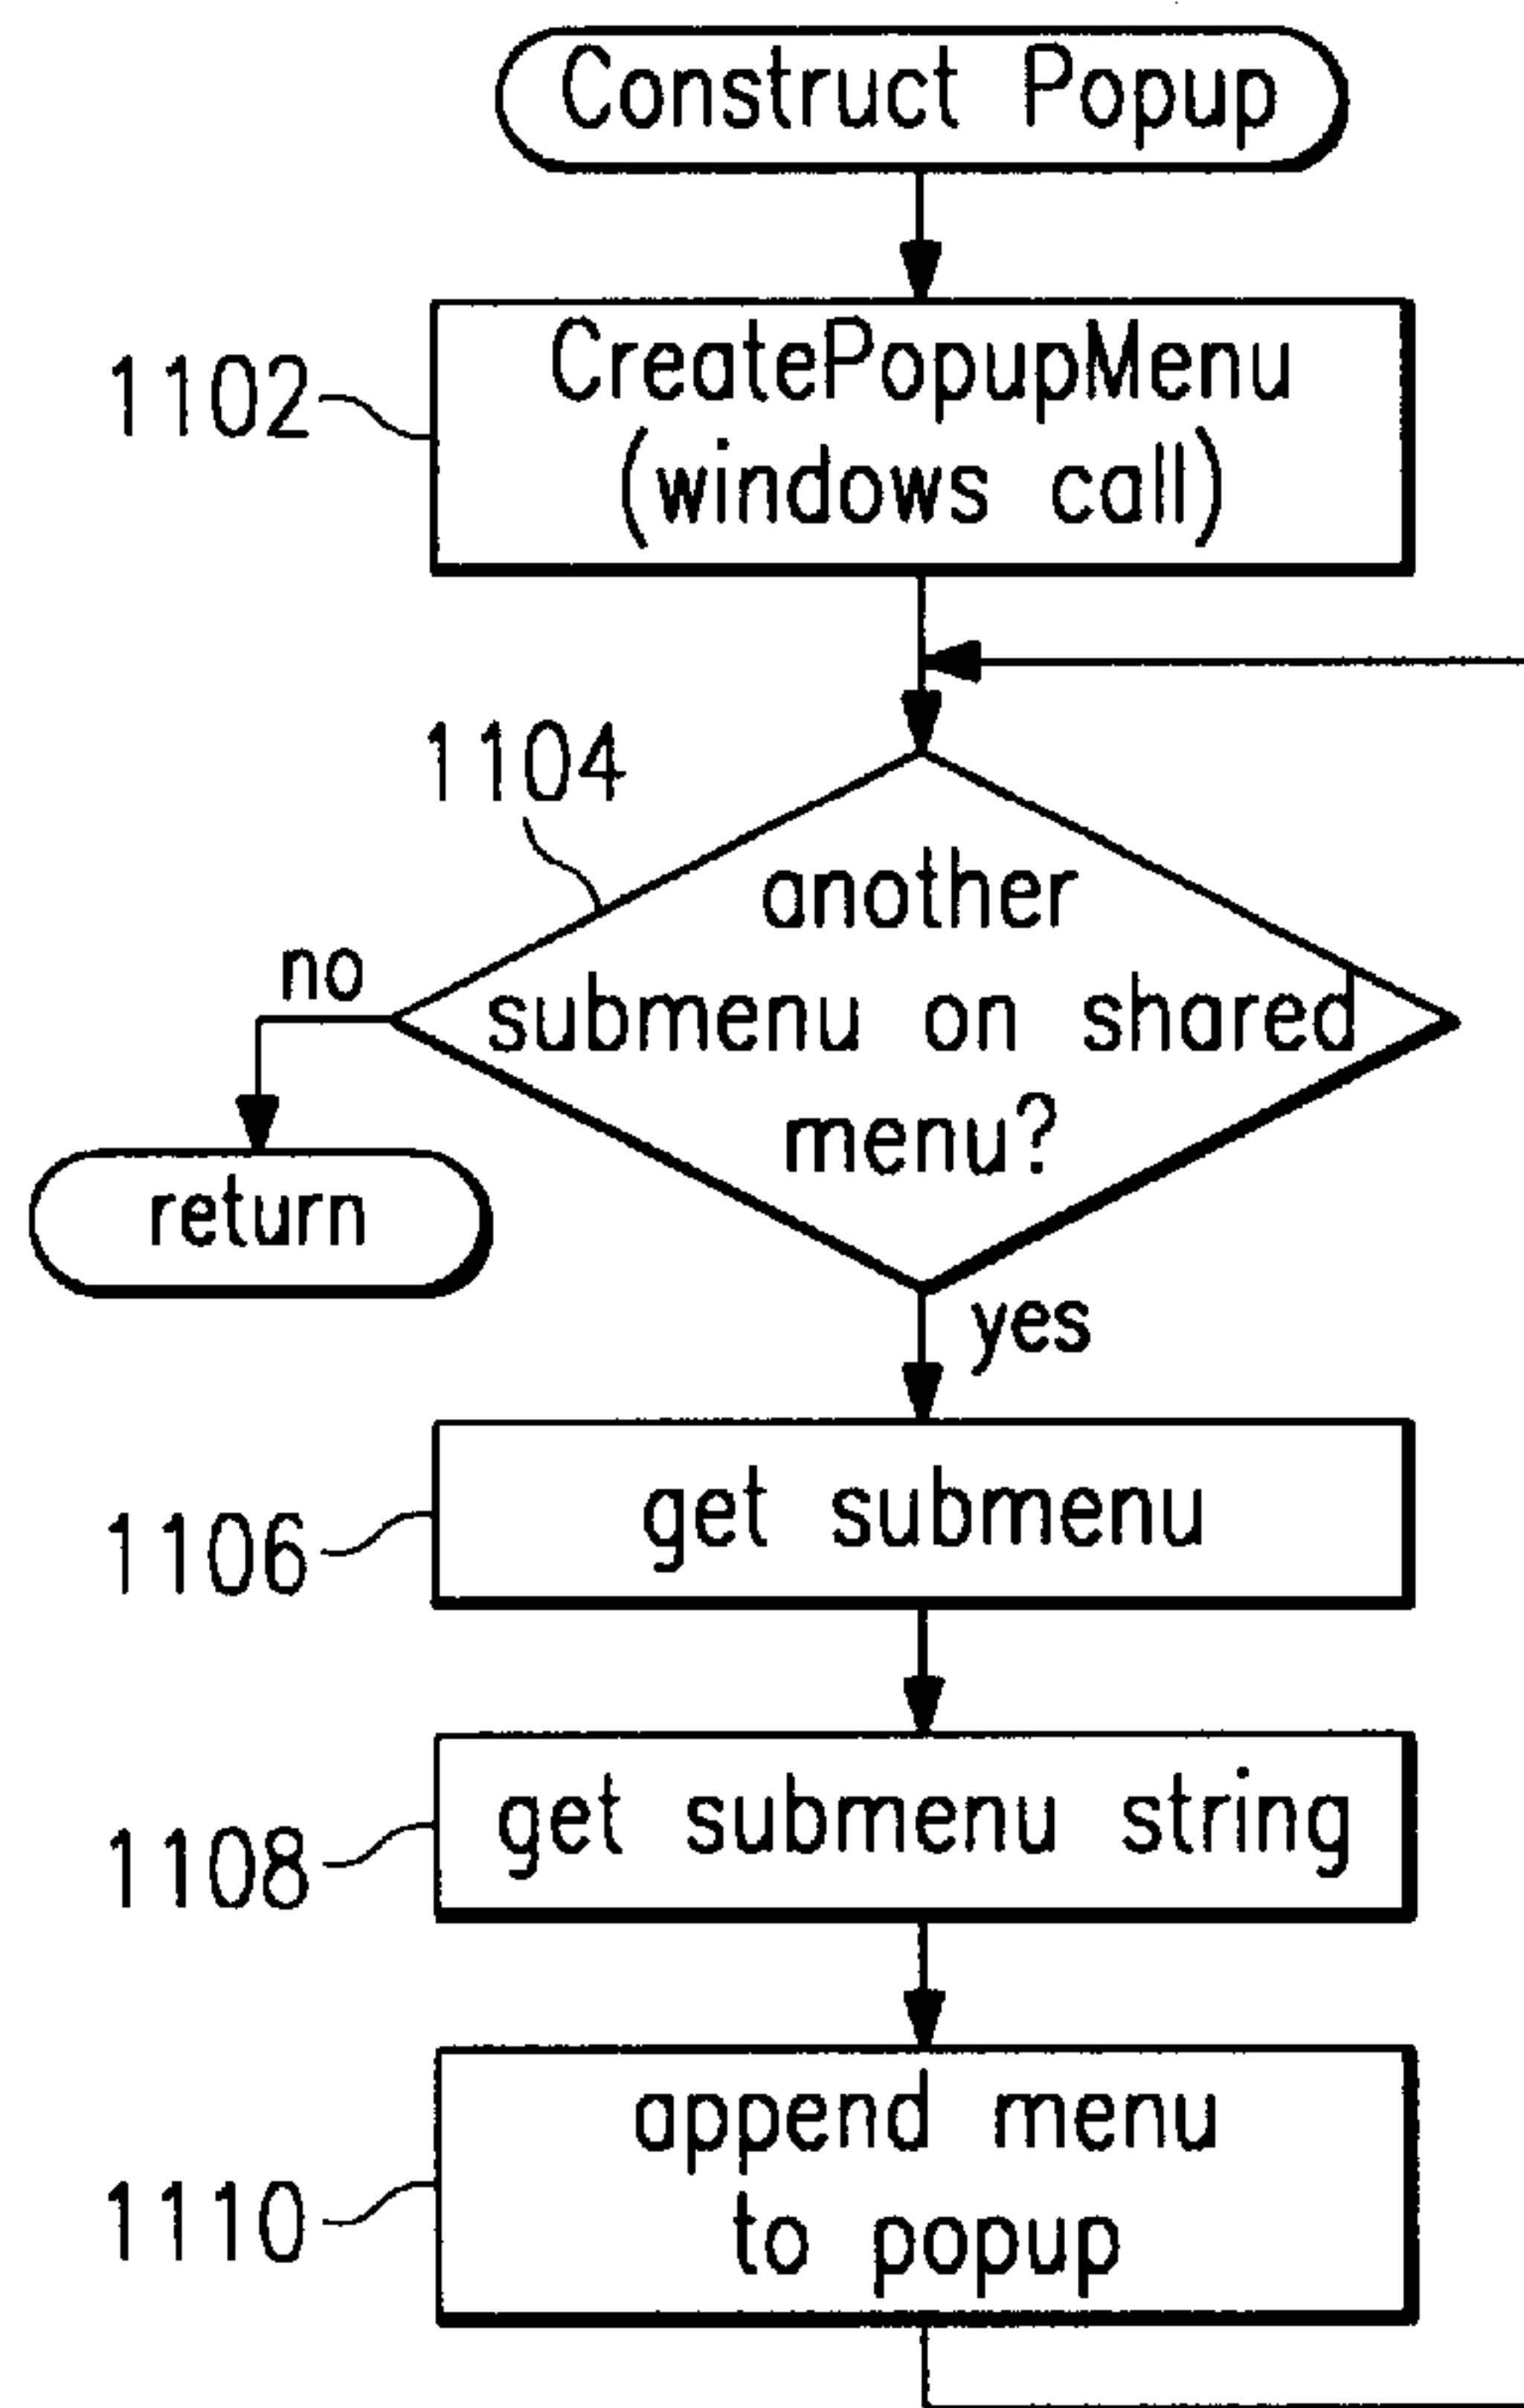 Construct Popup
1102
CreatePopupMenu
(windows call)
1104
another
submenu on shared
menu?
no
return
yes
1106
get submenu
1108
get submenu string
1110
append menu
to popup